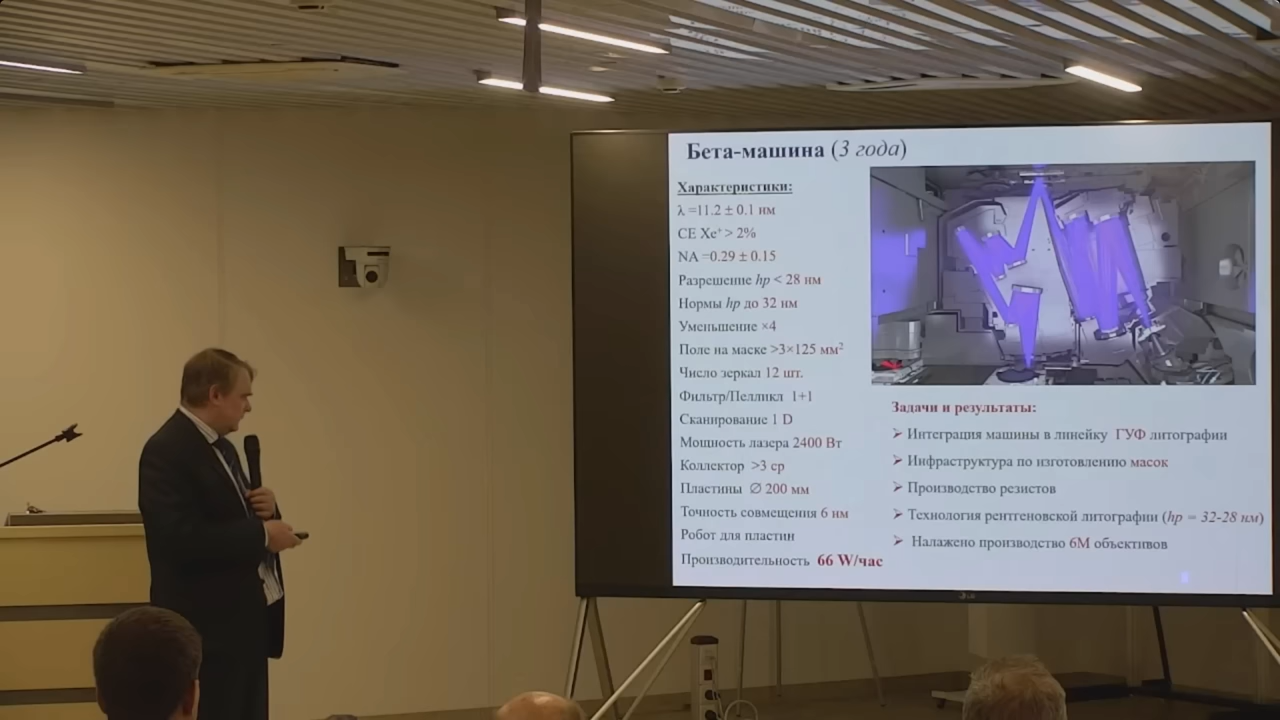 Бета-машина (3 года)
Характеристики:
λ =11.2 ± 0.1 нм
CE Xe⁺ > 2%
NA =0.29 ± 0.15
Разрешение hp < 28 нм
Нормы hp до 32 нм
Уменьшение ×4
Поле на маске >3×125 мм²
Число зеркал 12 шт.
Фильтр/Пелликл 1+1
Сканирование 1 D
Мощность лазера 2400 Вт
Коллектор >3 ср
Пластины ∅ 200 мм
Точность совмещения 6 нм
Робот для пластин
Производительность 66 W/час
Задачи и результаты:
➢ Интеграция машины в линейку ГУФ литографии
➢ Инфраструктура по изготовлению масок
➢ Производство резистов
➢ Технология рентгеновской литографии (hp = 32-28 нм)
➢ Налажено производство 6М объективов